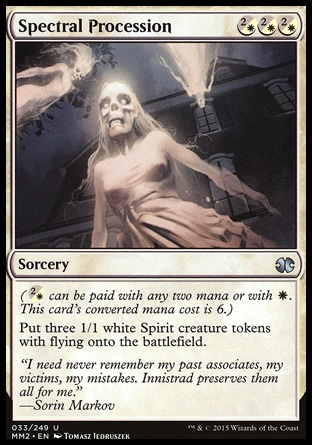 Spectral Procession 2/W 2/W 2/W
Sorcery
(2/W can be paid with any two mana or with W.
This card's converted mana cost is 6.)
Put three 1/1 white Spirit creature tokens
with flying onto the battlefield.
"I need never remember my past associates, my
victims, my mistakes. Innistrad preserves them
all for me."
—Sorin Markov
033/249 U
MM2 • EN Tomasz Jedruszek
™ & © 2015 Wizards of the Coast